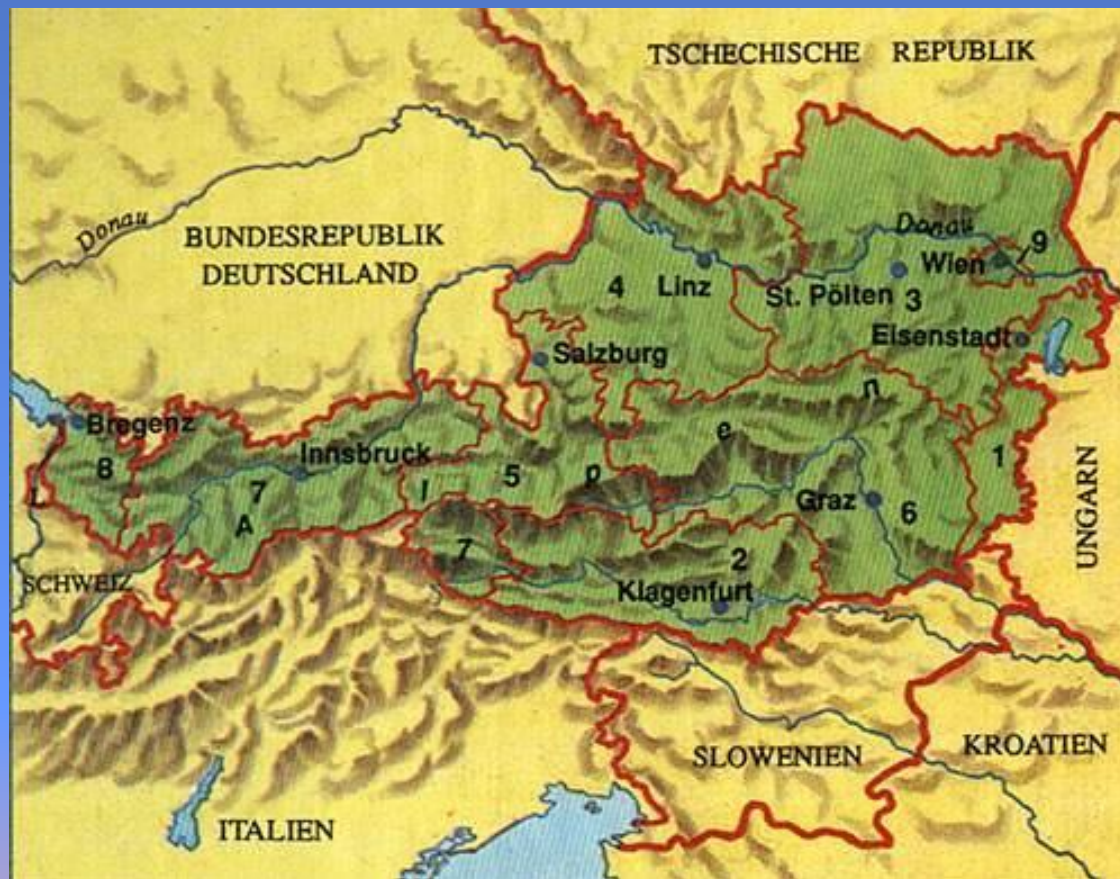 TSCHECHISCHE REPUBLIK
Donau
BUNDESREPUBLIK
DEUTSCHLAND
Donau
Wien
9
4
Linz
St. Pölten
3
Eisenstadt
Salzburg
n
Bregenz
e
Innsbruck
8
5
p
1
7
l
Graz
6
A
L
7
2
UNGARN
SCHWEIZ
Klagenfurt
SLOWENIEN
KROATIEN
ITALIEN